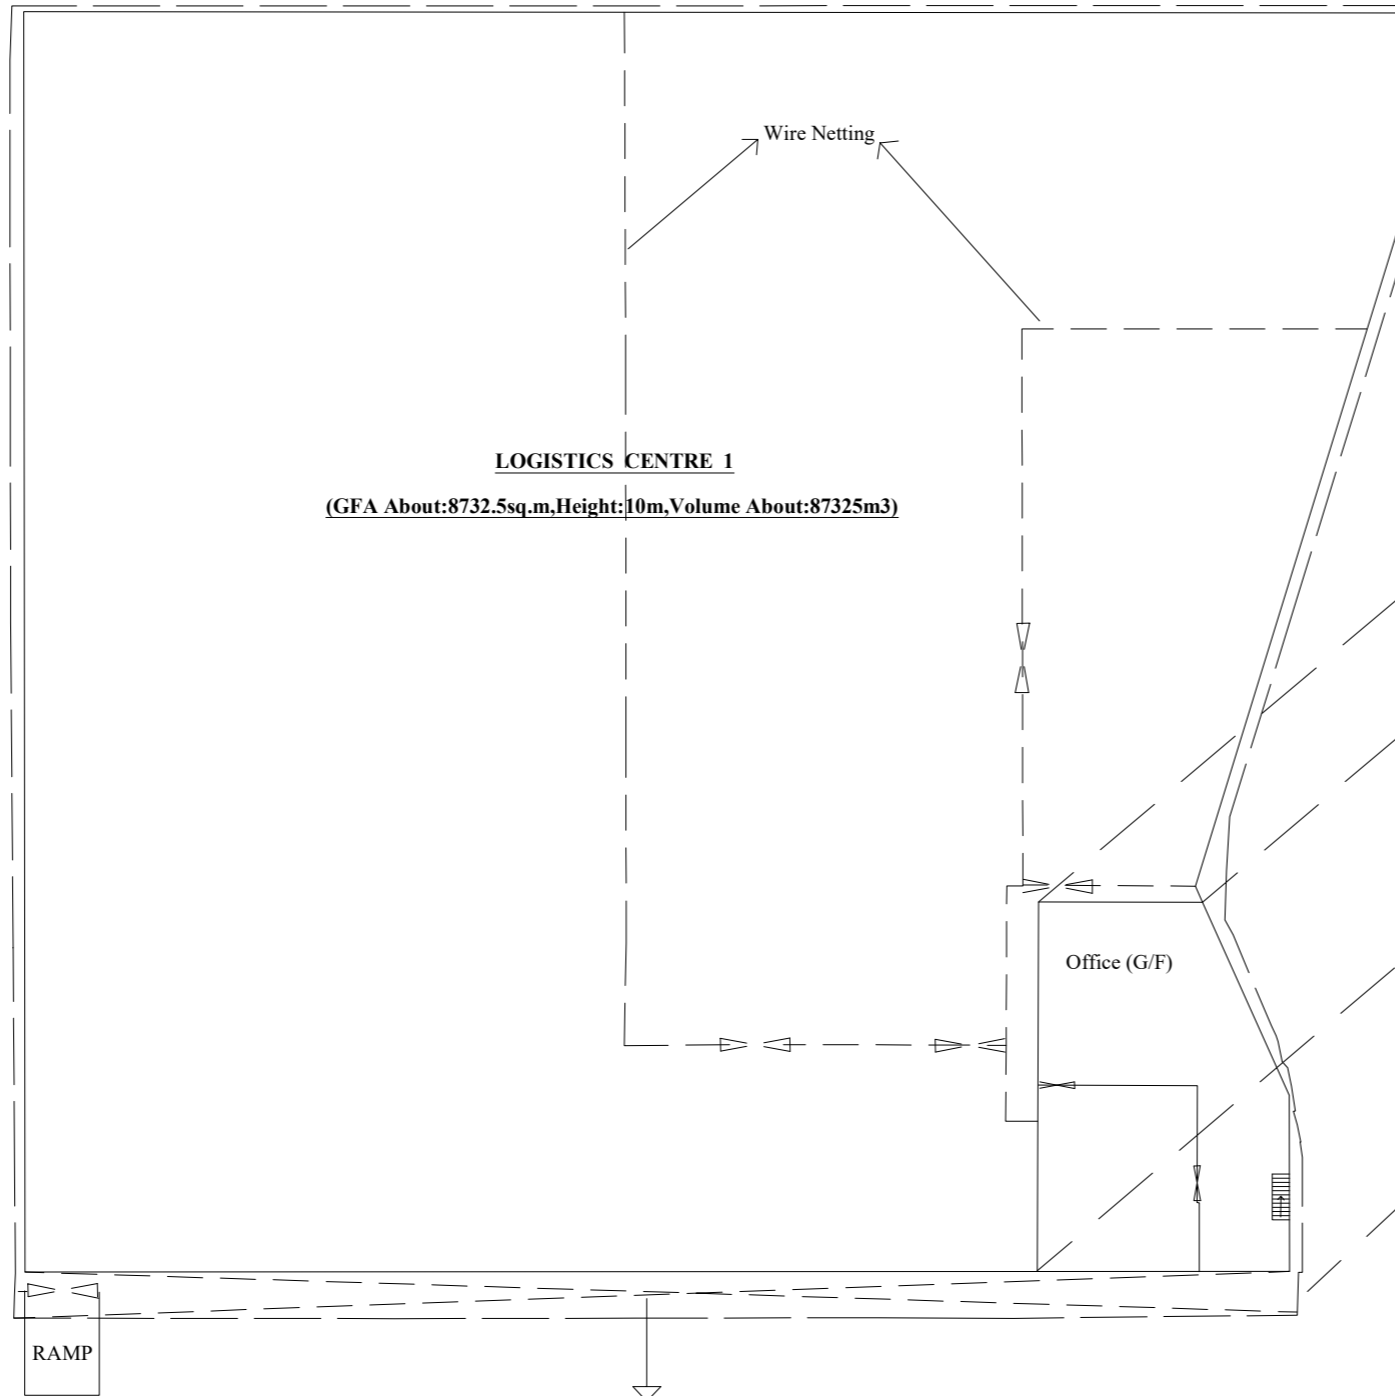 Wire Netting
LOGISTICS CENTRE 1
(GFA About:8732.5sq.m,Height:10m,Volume About:87325m3)
Office (G/F)
RAMP